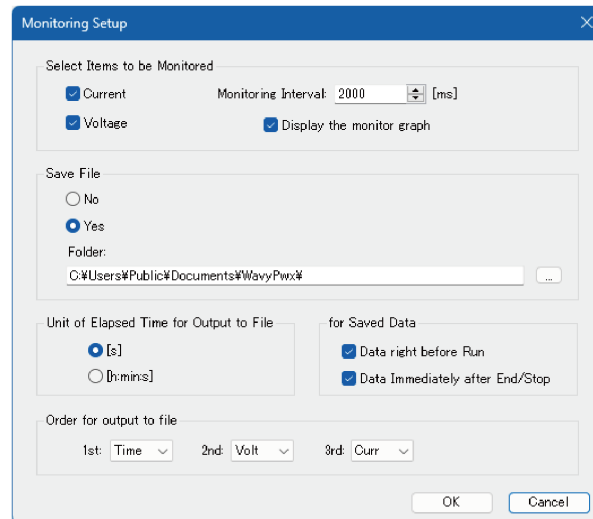 Monitoring Setup
Select Items to be Monitored
Current Monitoring Interval: 2000 [ms]
Voltage Display the monitor graph
Save File
No
Yes
Folder:
C:¥Users¥Public¥Documents¥WavyPwx¥ ...
Unit of Elapsed Time for Output to File for Saved Data
[s] Data right before Run
[h:min:s] Data Immediately after End/Stop
Order for output to file
1st: Time 2nd: Volt 3rd: Curr
OK Cancel